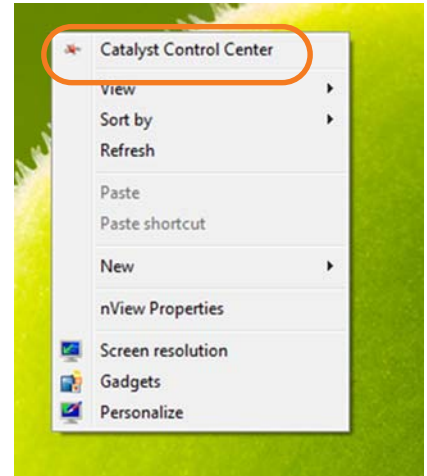 Catalyst Control Center
View
Sort by
Refresh
Paste
Paste shortcut
New
nView Properties
Screen resolution
Gadgets
Personalize